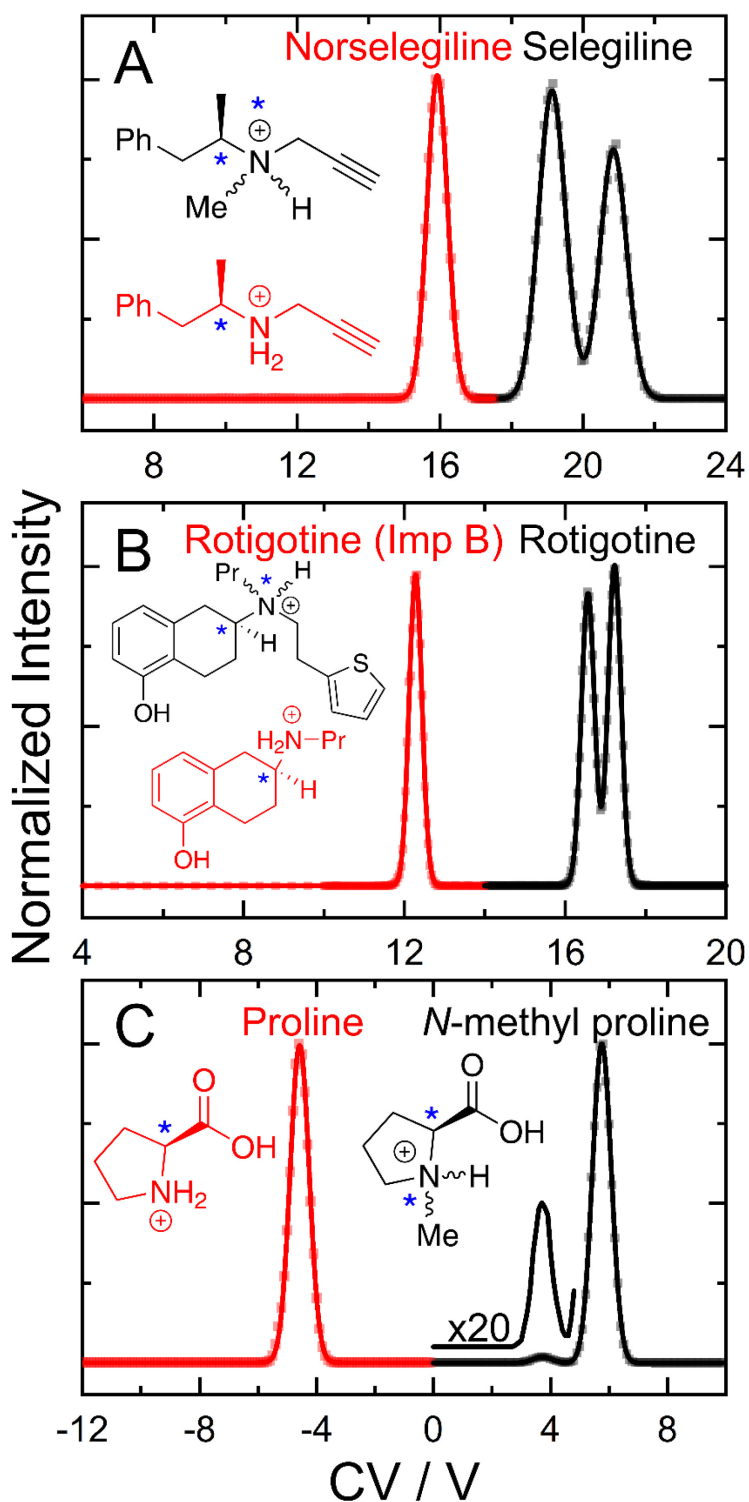 A
Norselegiline Selegiline
*
Ph
⊕
N
*
Me
H
Ph
⊕
*
N
H2
8 12 16 20 24
B
Rotigotine (Imp B) Rotigotine
Pr
*
H
N
⊕
*
H
S
OH
⊕
H2N-Pr
*
H
OH
4 8 12 16 20
C
Proline
N-methyl proline
O
*
OH
NH2
⊕
O
*
OH
⊕
N
H
*
Me
x20
-12 -8 -4 0 4 8
CV / V
Normalized Intensity